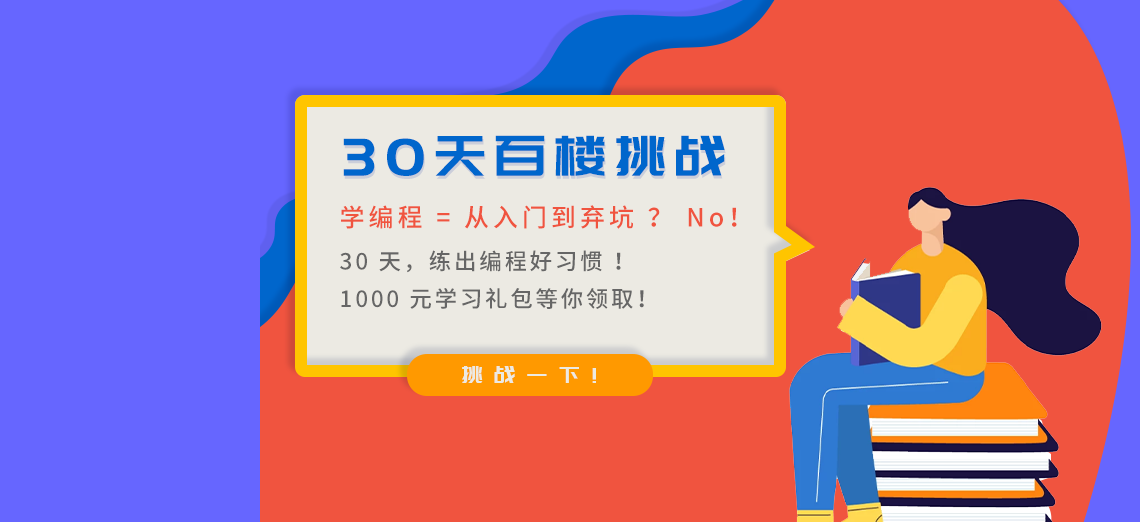 30天百楼挑战
学编程 = 从入门到弃坑 ？ No!
30 天，练出编程好习惯 ！
1000 元学习礼包等你领取!
挑战一下！